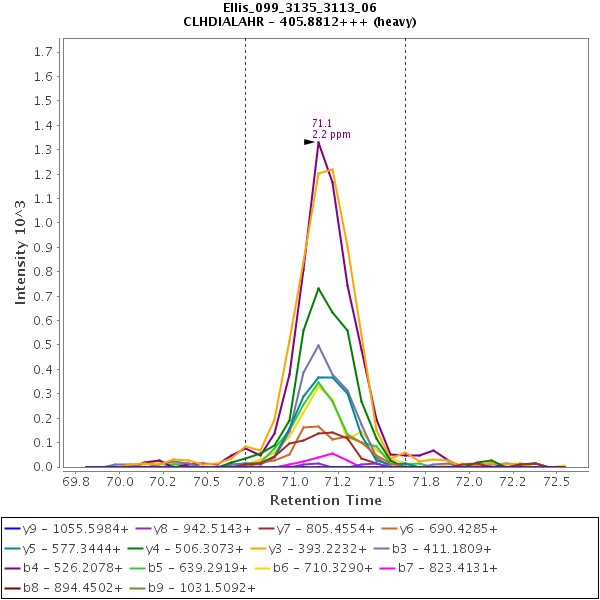 Ellis_099_3135_3113_06
CLHDIALAHR - 405.8812+++ (heavy)
71.1
2.2 ppm
Intensity 10^3
1.7
1.6
1.5
1.4
1.3
1.2
1.1
1.0
0.9
0.8
0.7
0.6
0.5
0.4
0.3
0.2
0.1
0.0
69.8 70.0 70.2 70.5 70.8 71.0 71.2 71.5 71.8 72.0 72.2 72.5
Retention Time
y9 - 1055.5984+ y8 - 942.5143+ y7 - 805.4554+ y6 - 690.4285+
y5 - 577.3444+ y4 - 506.3073+ y3 - 393.2232+ b3 - 411.1809+
b4 - 526.2078+ b5 - 639.2919+ b6 - 710.3290+ b7 - 823.4131+
b8 - 894.4502+ b9 - 1031.5092+